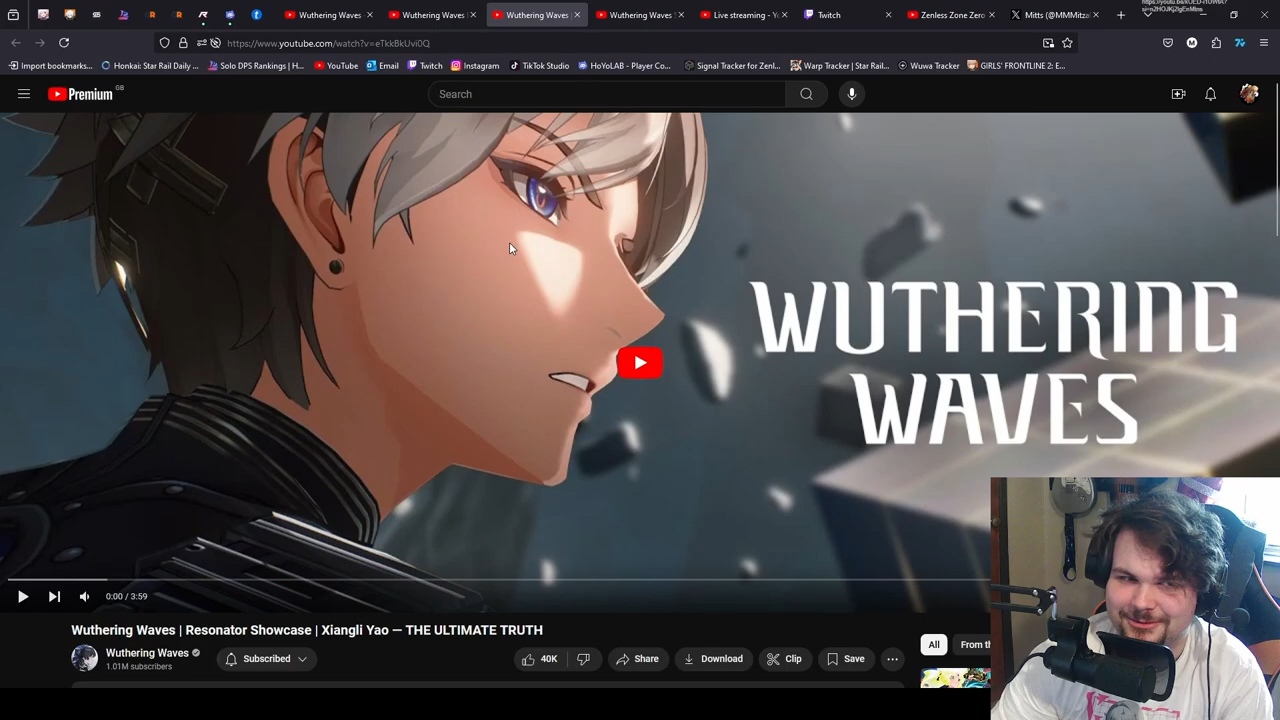 Wuthering Waves
Wuthering Waves
Wuthering Waves |
Wuthering Waves
Live streaming - Y
Twitch
Zenless Zone Zero
Mitts (@MMMitza
https://www.youtube.com/watch?v=eTkkBkUvi0Q
Import bookmarks...
Honkai: Star Rail Daily ...
Solo DPS Rankings | H...
YouTube
Email
Twitch
Instagram
TikTok Studio
HoYoLAB - Player Co...
Signal Tracker for Zenl...
Warp Tracker | Star Rail...
Wuwa Tracker
GIRLS' FRONTLINE 2: E...
Premium GB
Search
WUTHERING
WAVES
0:00 / 3:59
Wuthering Waves | Resonator Showcase | Xiangli Yao — THE ULTIMATE TRUTH
Wuthering Waves
1.01M subscribers
Subscribed
40K
Share
Download
Clip
Save
All
From th